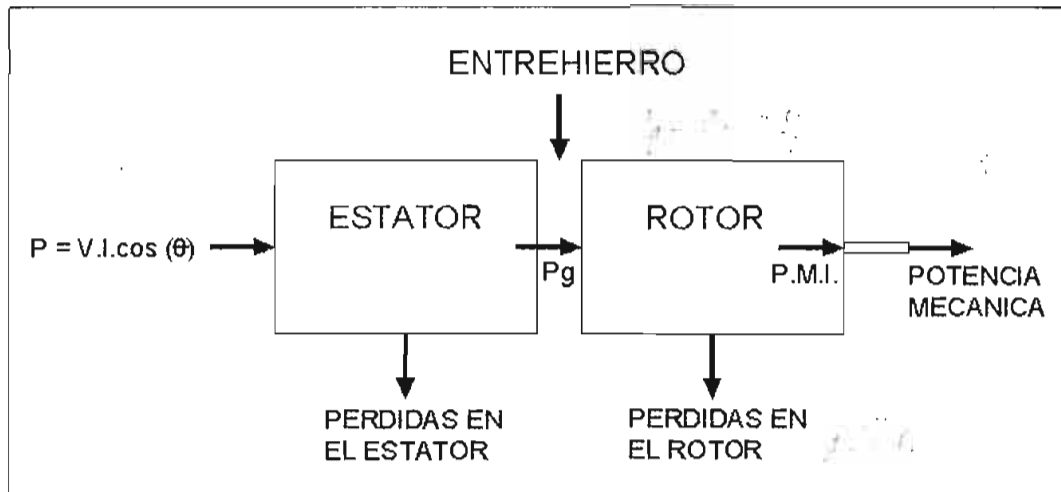 ENTREHIERRO
ESTATOR
ROTOR
P = V.I.cos (θ)
Pg
P.M.I.
POTENCIA
MECANICA
PERDIDAS EN
EL ESTATOR
PERDIDAS EN
EL ROTOR